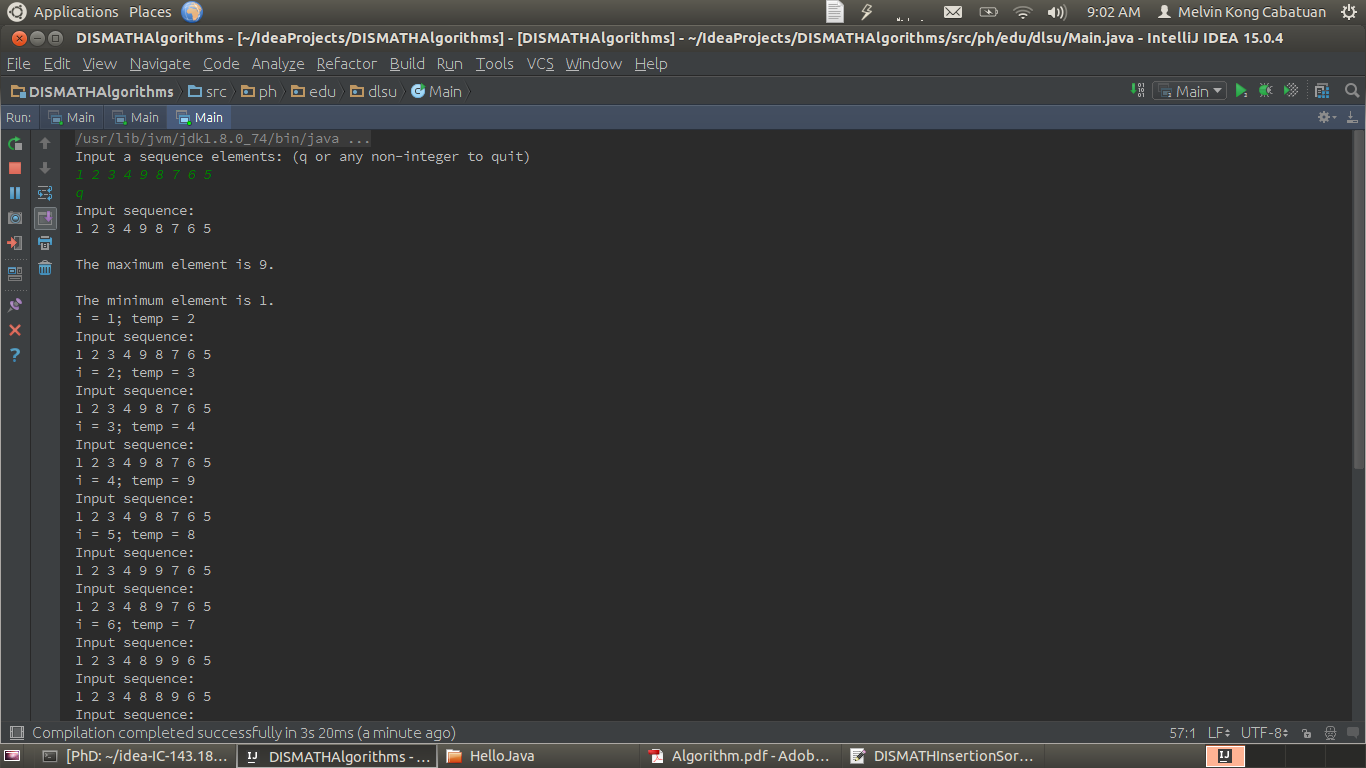 Applications Places 9:02 AM Melvin Kong Cabatuan
DISMATHAlgorithms - [~/IdeaProjects/DISMATHAlgorithms] - [DISMATHAlgorithms] - ~/IdeaProjects/DISMATHAlgorithms/src/ph/edu/dlsu/Main.java - IntelliJ IDEA 15.0.4
File Edit View Navigate Code Analyze Refactor Build Run Tools VCS Window Help
DISMATHAlgorithms src ph edu dlsu Main Main
Run: Main Main Main
/usr/lib/jvm/jdk1.8.0_74/bin/java ...
Input a sequence elements: (q or any non-integer to quit)
1 2 3 4 9 8 7 6 5
q
Input sequence:
1 2 3 4 9 8 7 6 5
The maximum element is 9.
The minimum element is 1.
i = 1; temp = 2
Input sequence:
1 2 3 4 9 8 7 6 5
i = 2; temp = 3
Input sequence:
1 2 3 4 9 8 7 6 5
i = 3; temp = 4
Input sequence:
1 2 3 4 9 8 7 6 5
i = 4; temp = 9
Input sequence:
1 2 3 4 9 8 7 6 5
i = 5; temp = 8
Input sequence:
1 2 3 4 9 9 7 6 5
Input sequence:
1 2 3 4 8 9 7 6 5
i = 6; temp = 7
Input sequence:
1 2 3 4 8 9 9 6 5
Input sequence:
1 2 3 4 8 8 9 6 5
Input sequence:
Compilation completed successfully in 3s 20ms (a minute ago) 57:1 LF UTF-8
[PhD: ~/idea-IC-143.18... DISMATHAlgorithms - ... HelloJava Algorithm.pdf - Adob... DISMATHInsertionSor...